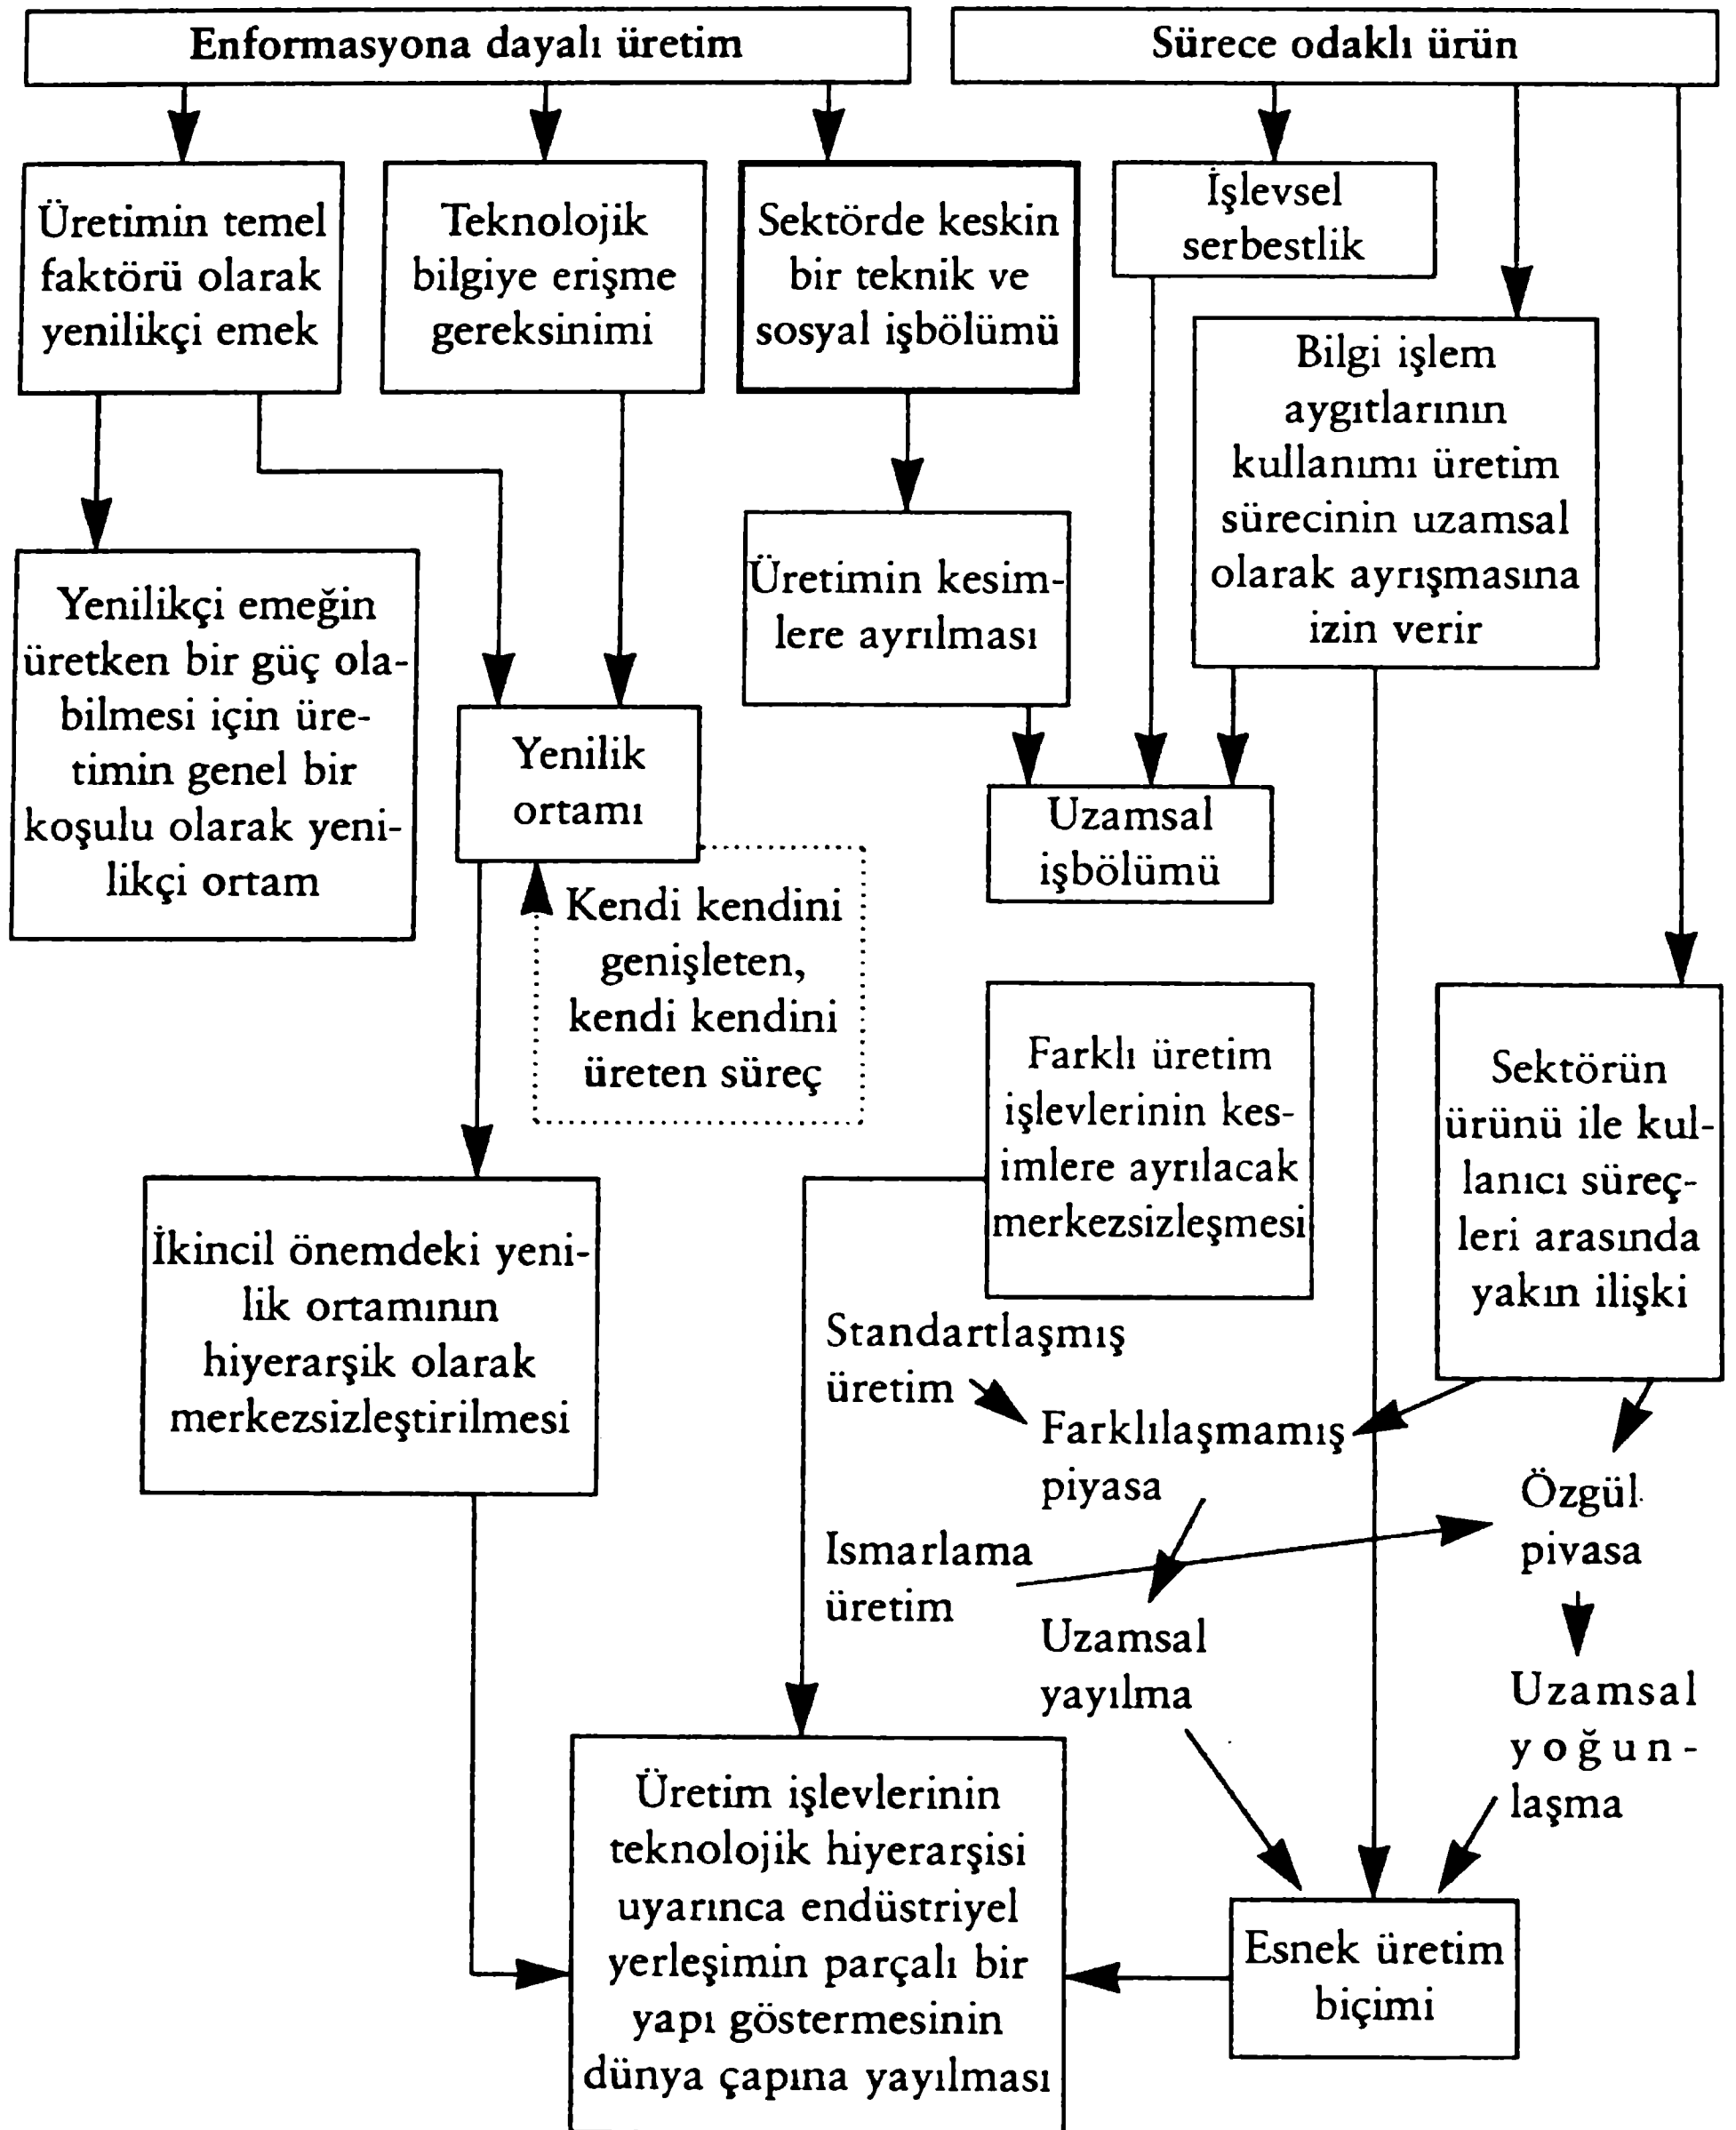 Enformasyona dayalı üretim
Sürece odaklı ürün
Üretimin temel
faktörü olarak
yenilikçi emek
Teknolojik
bilgiye erişme
gereksinimi
Sektörde keskin
bir teknik ve
sosyal işbölümü
İşlevsel
serbestlik
Bilgi işlem
aygıtlarının
kullanımı üretim
sürecinin uzamsal
olarak ayrışmasına
izin verir
Yenilikçi emeğin
üretken bir güç ola-
bilmesi için üre-
timin genel bir
koşulu olarak yeni-
likçi ortam
Üretimin kesim-
lere ayrılması
Yenilik
ortamı
Uzamsal
işbölümü
Kendi kendini
genişleten,
kendi kendini
üreten süreç
Farklı üretim
işlevlerinin kes-
imlere ayrılacak
merkezsizleşmesi
Sektörün
ürünü ile kul-
lanıcı süreç-
leri arasında
yakın ilişki
İkincil önemdeki yeni-
lik ortamının
hiyerarşik olarak
merkezsizleştirilmesi
Standartlaşmış
üretim
Farklılaşmamış
piyasa
Özgül
pivasa
Ismarlama
üretim
Uzamsal
yayılma
Uzamsal
yoğun-
laşma
Üretim işlevlerinin
teknolojik hiyerarşisi
uyarınca endüstriyel
yerleşimin parçalı bir
yapı göstermesinin
dünya çapına yayılması
Esnek üretim
biçimi